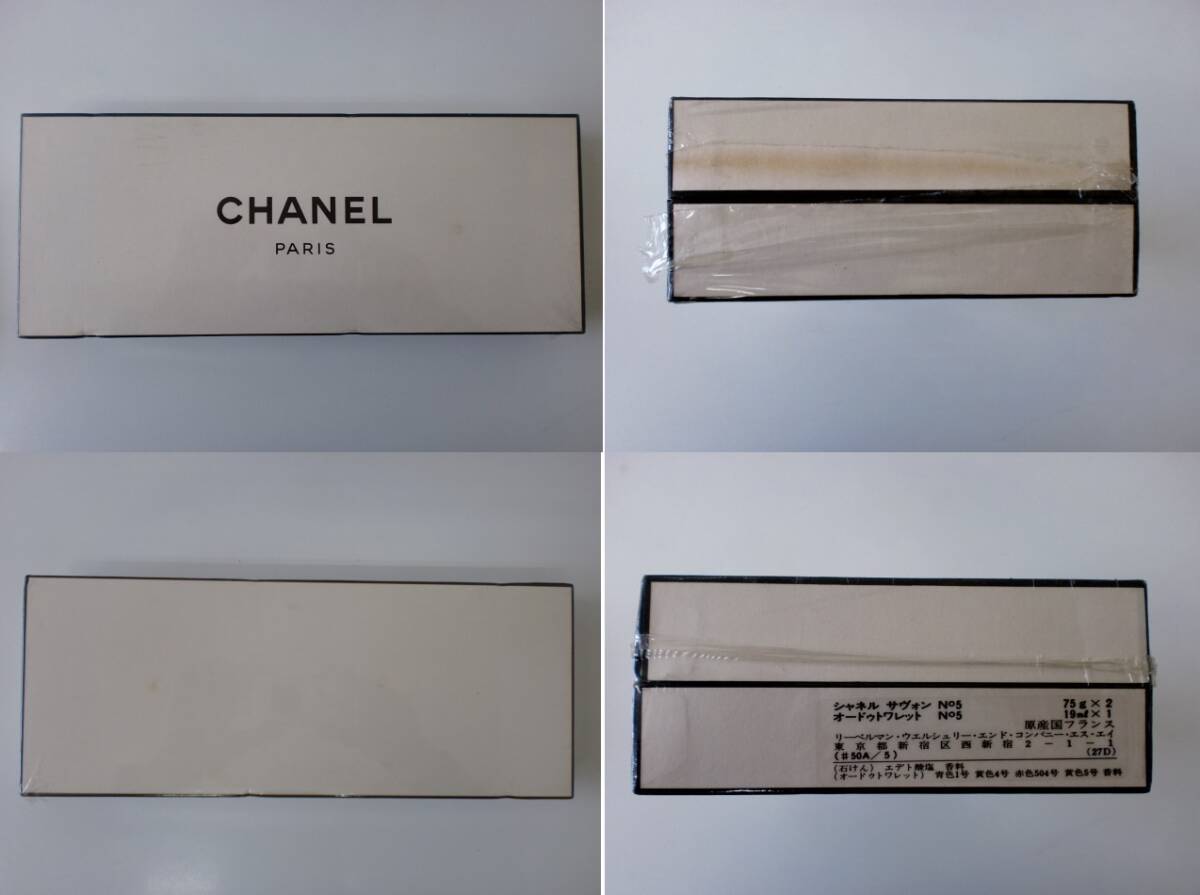 CHANEL
PARIS
シャネル サヴォン Nº5 75g×2
オードゥトワレット Nº5 19㎖×1
原産国フランス
リーベルマン・ウエルシュリー・エンド・コンパニー・エス・エイ
東京都新宿区西新宿2-1-1
(#50A/5) (27D)
(石けん) エデト酸塩 香料
(オードゥトワレット) 青色1号 黄色4号 赤色504号 黄色5号 香料